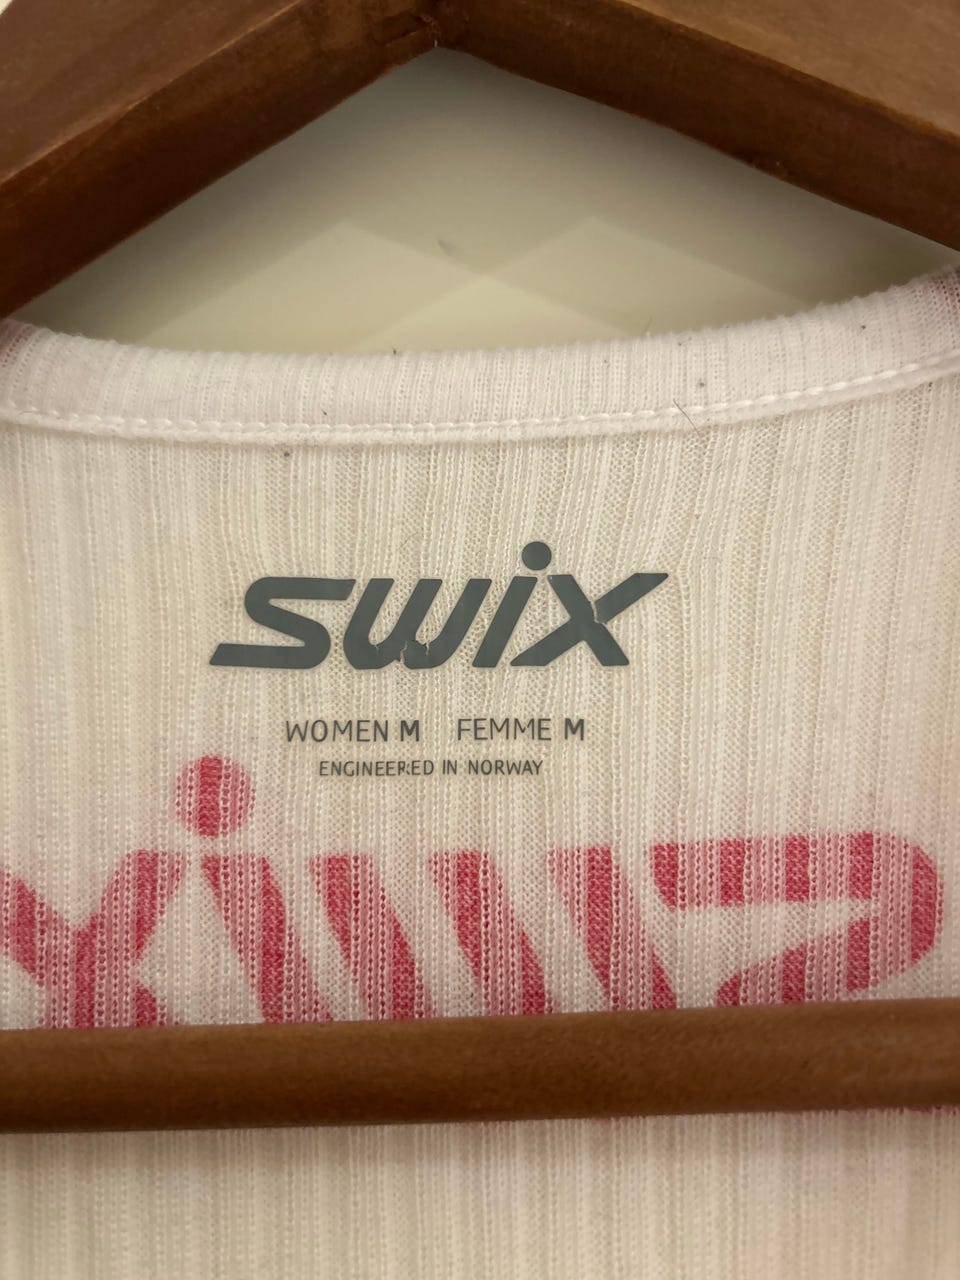 swix
WOMEN M FEMME M
ENGINEERED IN NORWAY
swix